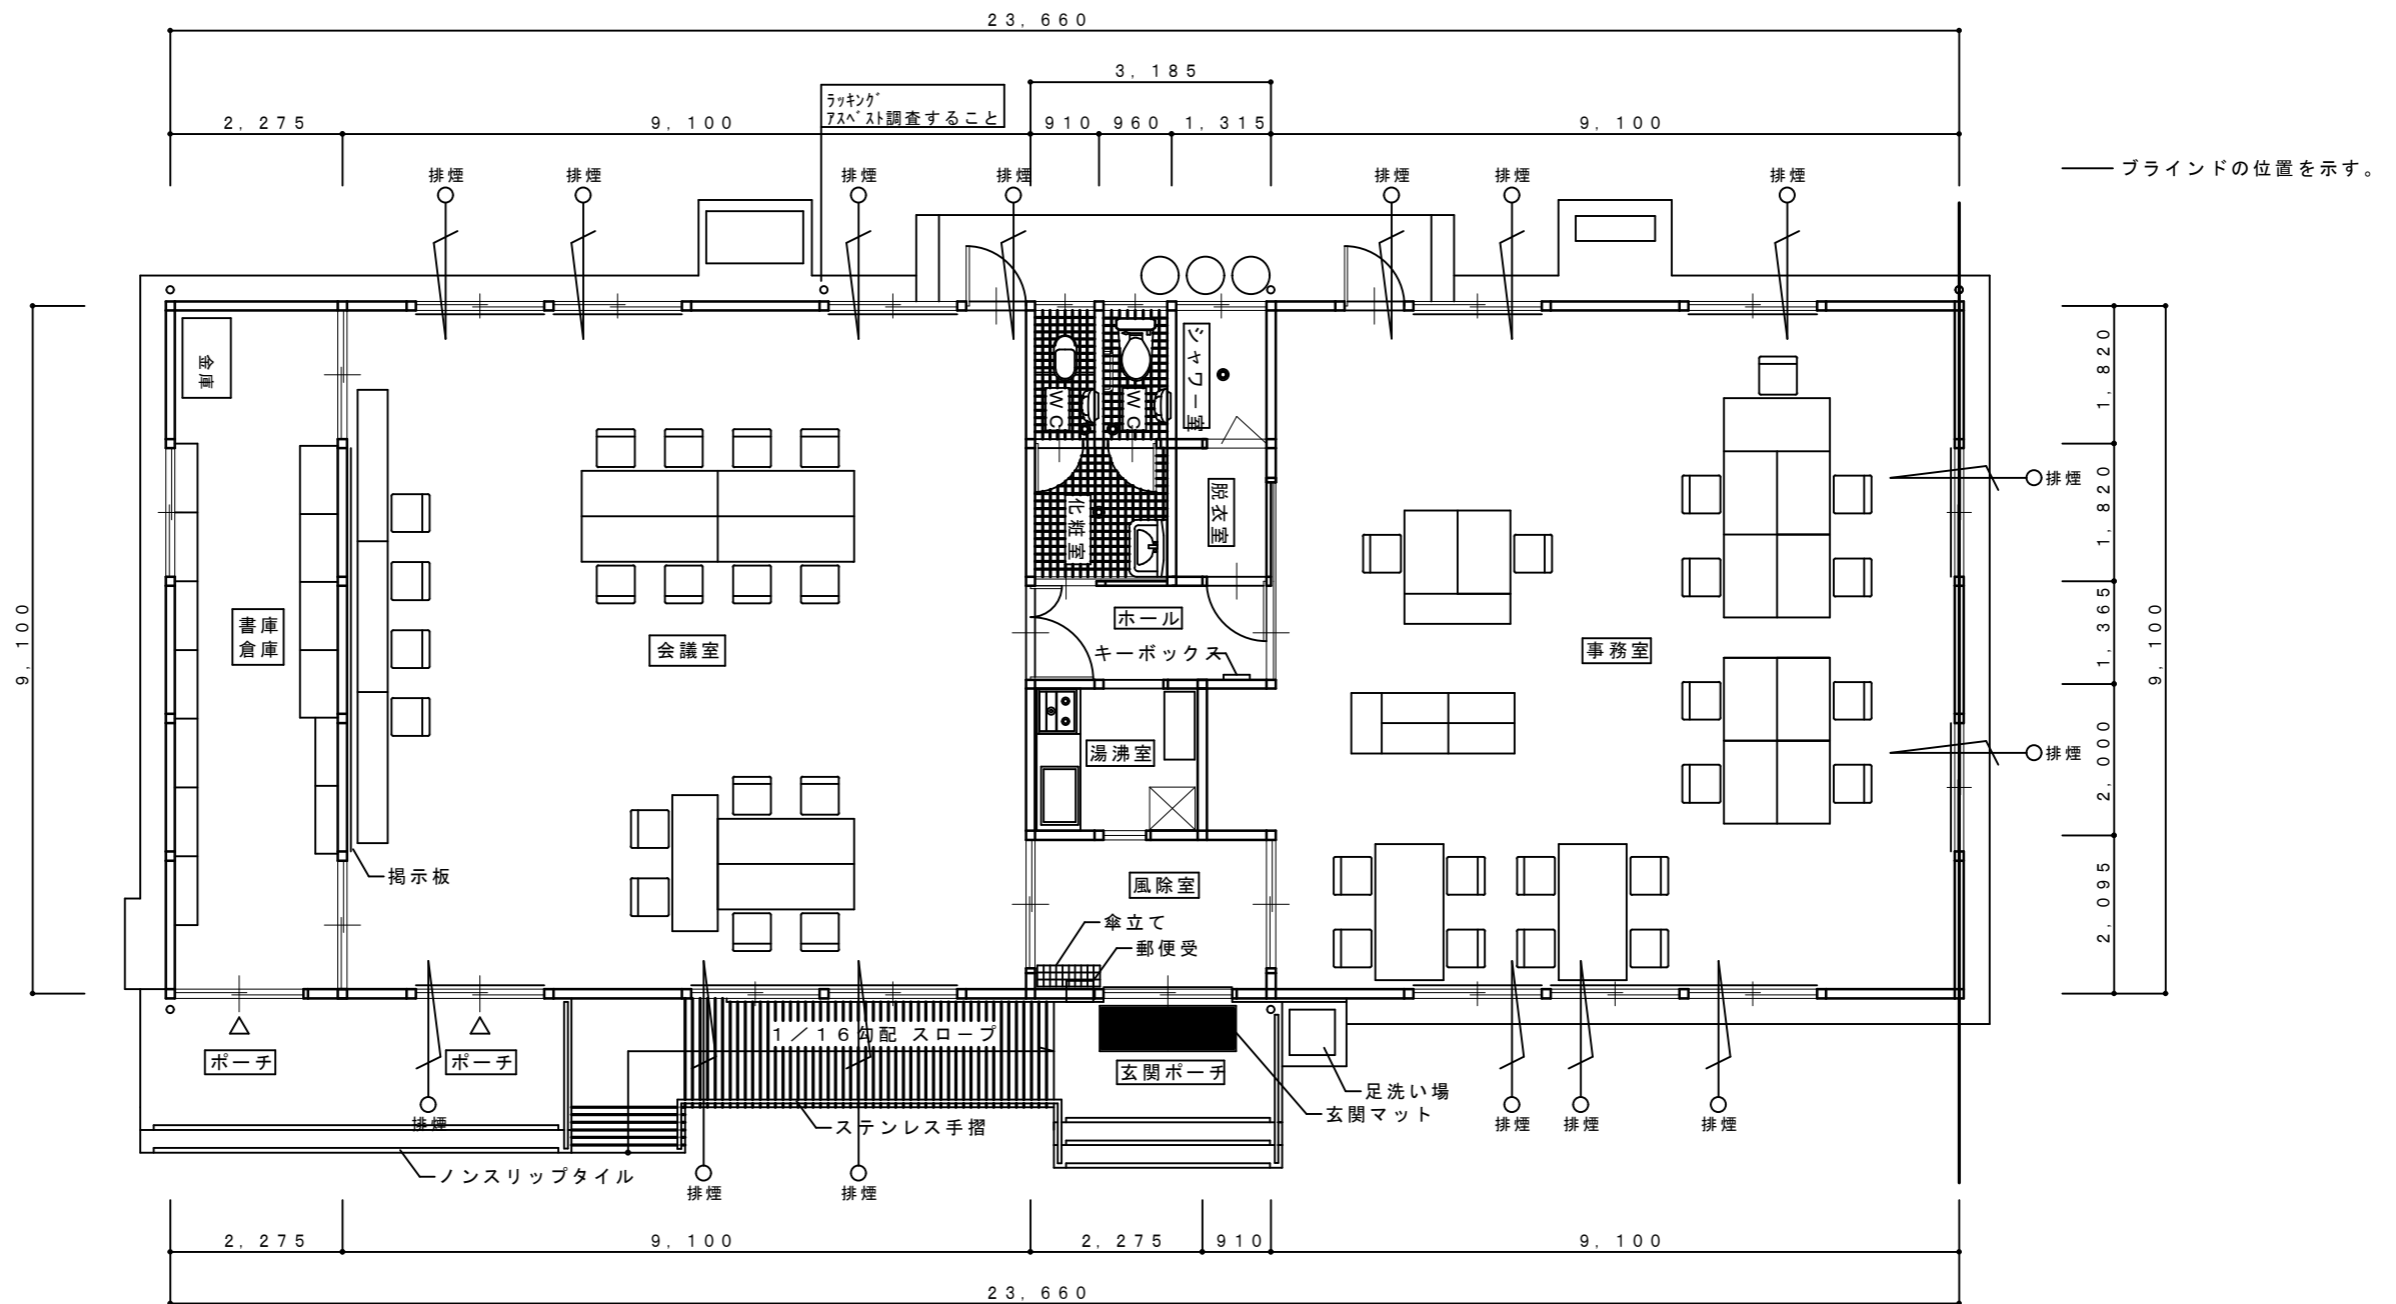 23,660
3,185
ラッキング
アスベスト調査すること
2,275
9,100
910
960
1,315
9,100
排煙
排煙
排煙
排煙
排煙
排煙
排煙
ブラインドの位置を示す。
金庫
WC
WC
シャワー室
1,820
排煙
1,820
化粧室
脱衣室
9,100
書庫
倉庫
会議室
ホール
キーボックス
事務室
1,365
9,100
湯沸室
排煙
2,000
掲示板
風除室
傘立て
郵便受
2,095
1/16勾配 スロープ
ポーチ
ポーチ
玄関ポーチ
足洗い場
玄関マット
排煙
ステンレス手摺
排煙
排煙
排煙
ノンスリップタイル
排煙
排煙
2,275
9,100
2,275
910
9,100
23,660